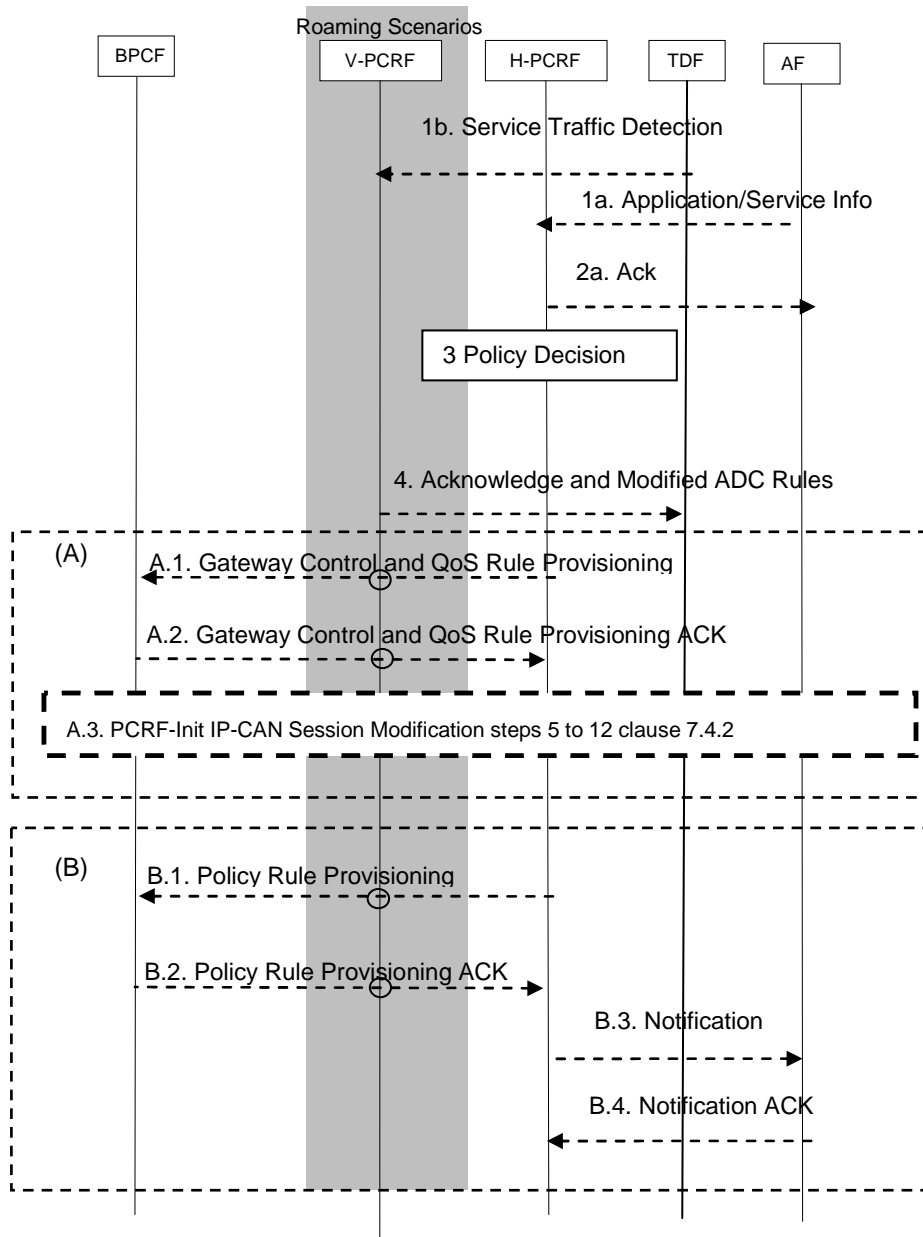 Roaming Scenarios
BPCF
V-PCRF
H-PCRF
TDF
AF
1b. Service Traffic Detection
1a. Application/Service Info
2a. Ack
3 Policy Decision
4. Acknowledge and Modified ADC Rules
(A)
A.1. Gateway Control and QoS Rule Provisioning
A.2. Gateway Control and QoS Rule Provisioning ACK
A.3. PCRF-Init IP-CAN Session Modification steps 5 to 12 clause 7.4.2
(B)
B.1. Policy Rule Provisioning
B.2. Policy Rule Provisioning ACK
B.3. Notification
B.4. Notification ACK